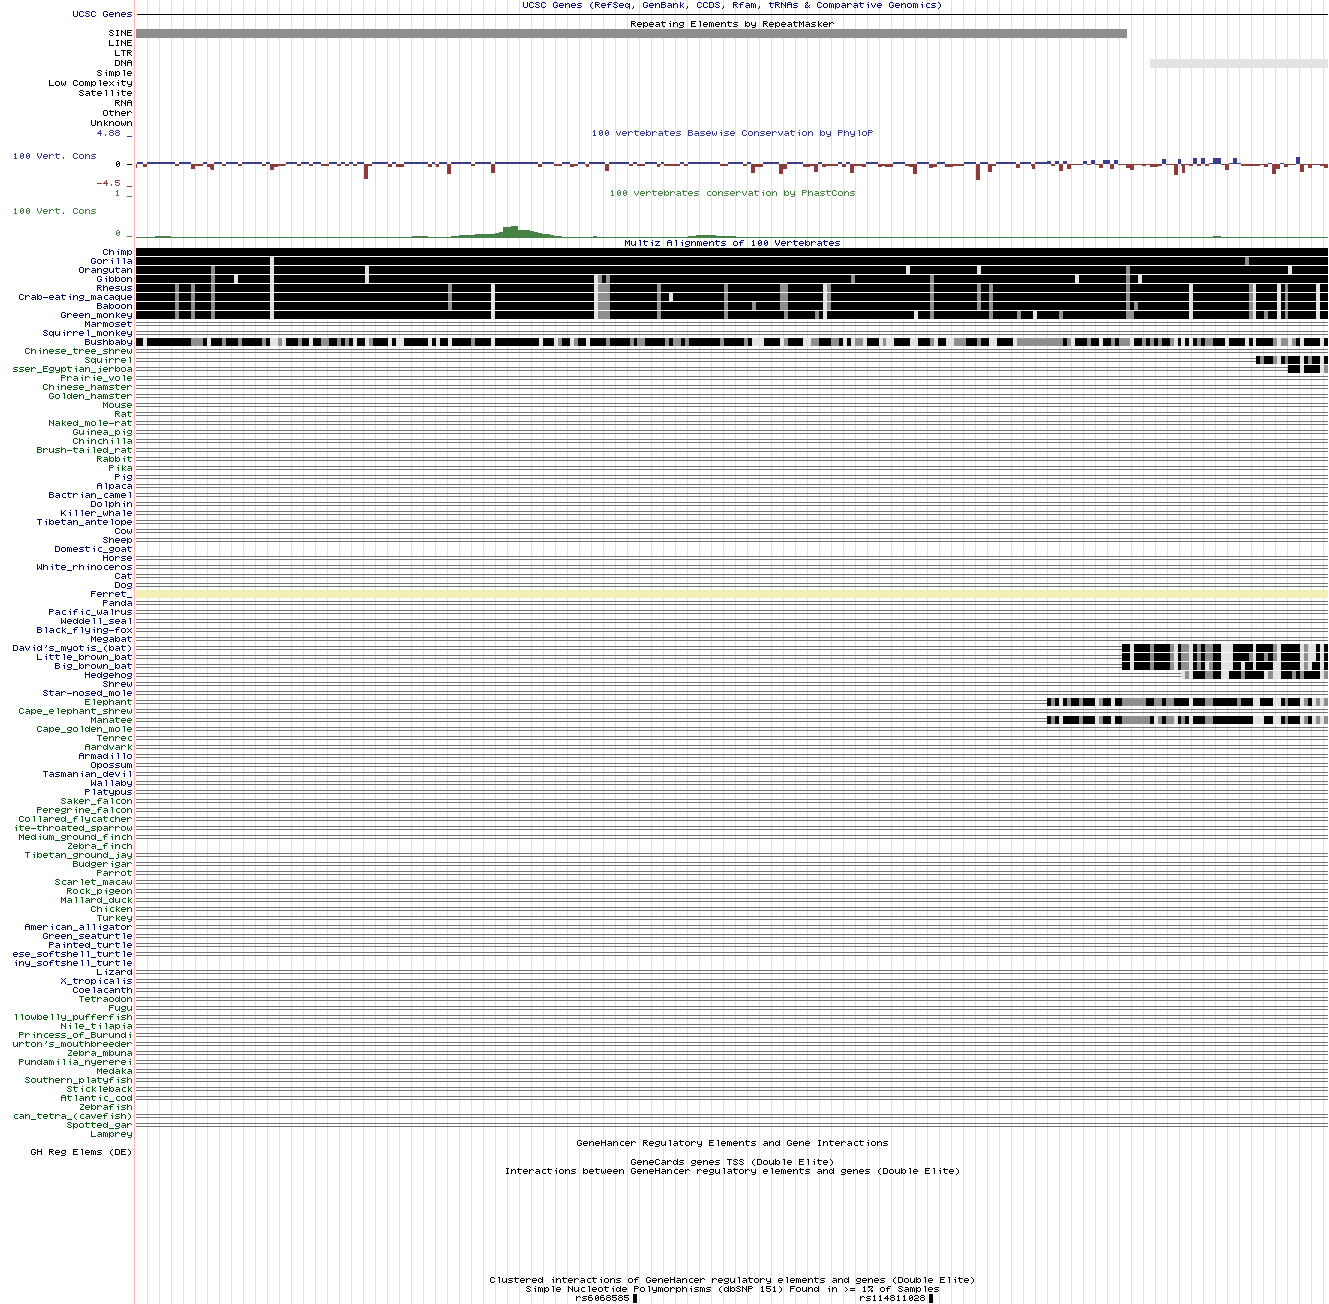 UCSC Genes (RefSeq, GenBank, CCDS, Rfam, tRNAs & Comparative Genomics)
UCSC Genes
Repeating Elements by RepeatMasker
SINE
LINE
LTR
DNA
Simple
Low Complexity
Satellite
RNA
Other
Unknown
4.88 _
100 vertebrates Basewise Conservation by PhyloP
100 Vert. Cons
0 _
-4.5 _
100 vertebrates conservation by PhastCons
1 _
100 Vert. Cons
0 _
Multiz Alignments of 100 Vertebrates
Chimp
Gorilla
Orangutan
Gibbon
Rhesus
Crab-eating_macaque
Baboon
Green_monkey
Marmoset
Squirrel_monkey
Bushbaby
Chinese_tree_shrew
Squirrel
sser_Egyptian_jerboa
Prairie_vole
Chinese_hamster
Golden_hamster
Mouse
Rat
Naked_mole-rat
Guinea_pig
Chinchilla
Brush-tailed_rat
Rabbit
Pika
Pig
Alpaca
Bactrian_camel
Dolphin
Killer_whale
Tibetan_antelope
Cow
Sheep
Domestic_goat
Horse
White_rhinoceros
Cat
Dog
Ferret_
Panda
Pacific_walrus
Weddell_seal
Black_flying-fox
Megabat
David's_myotis_(bat)
Little_brown_bat
Big_brown_bat
Hedgehog
Shrew
Star-nosed_mole
Elephant
Cape_elephant_shrew
Manatee
Cape_golden_mole
Tenrec
Aardvark
Armadillo
Opossum
Tasmanian_devil
Wallaby
Platypus
Saker_falcon
Peregrine_falcon
Collared_flycatcher
ite-throated_sparrow
Medium_ground_finch
Zebra_finch
Tibetan_ground_jay
Budgerigar
Parrot
Scarlet_macaw
Rock_pigeon
Mallard_duck
Chicken
Turkey
American_alligator
Green_seaturtle
Painted_turtle
ese_softshell_turtle
iny_softshell_turtle
Lizard
X_tropicalis
Coelacanth
Tetraodon
Fugu
llowbelly_pufferfish
Nile_tilapia
Princess_of_Burundi
urton's_mouthbreeder
Zebra_mbuna
Pundamilia_nyererei
Medaka
Southern_platyfish
Stickleback
Atlantic_cod
Zebrafish
can_tetra_(cavefish)
Spotted_gar
Lamprey
GeneHancer Regulatory Elements and Gene Interactions
GH Reg Elems (DE)
GeneCards genes TSS (Double Elite)
Interactions between GeneHancer regulatory elements and genes (Double Elite)
Clustered interactions of GeneHancer regulatory elements and genes (Double Elite)
Simple Nucleotide Polymorphisms (dbSNP 151) Found in >= 1% of Samples
rs6068585 rs114811028